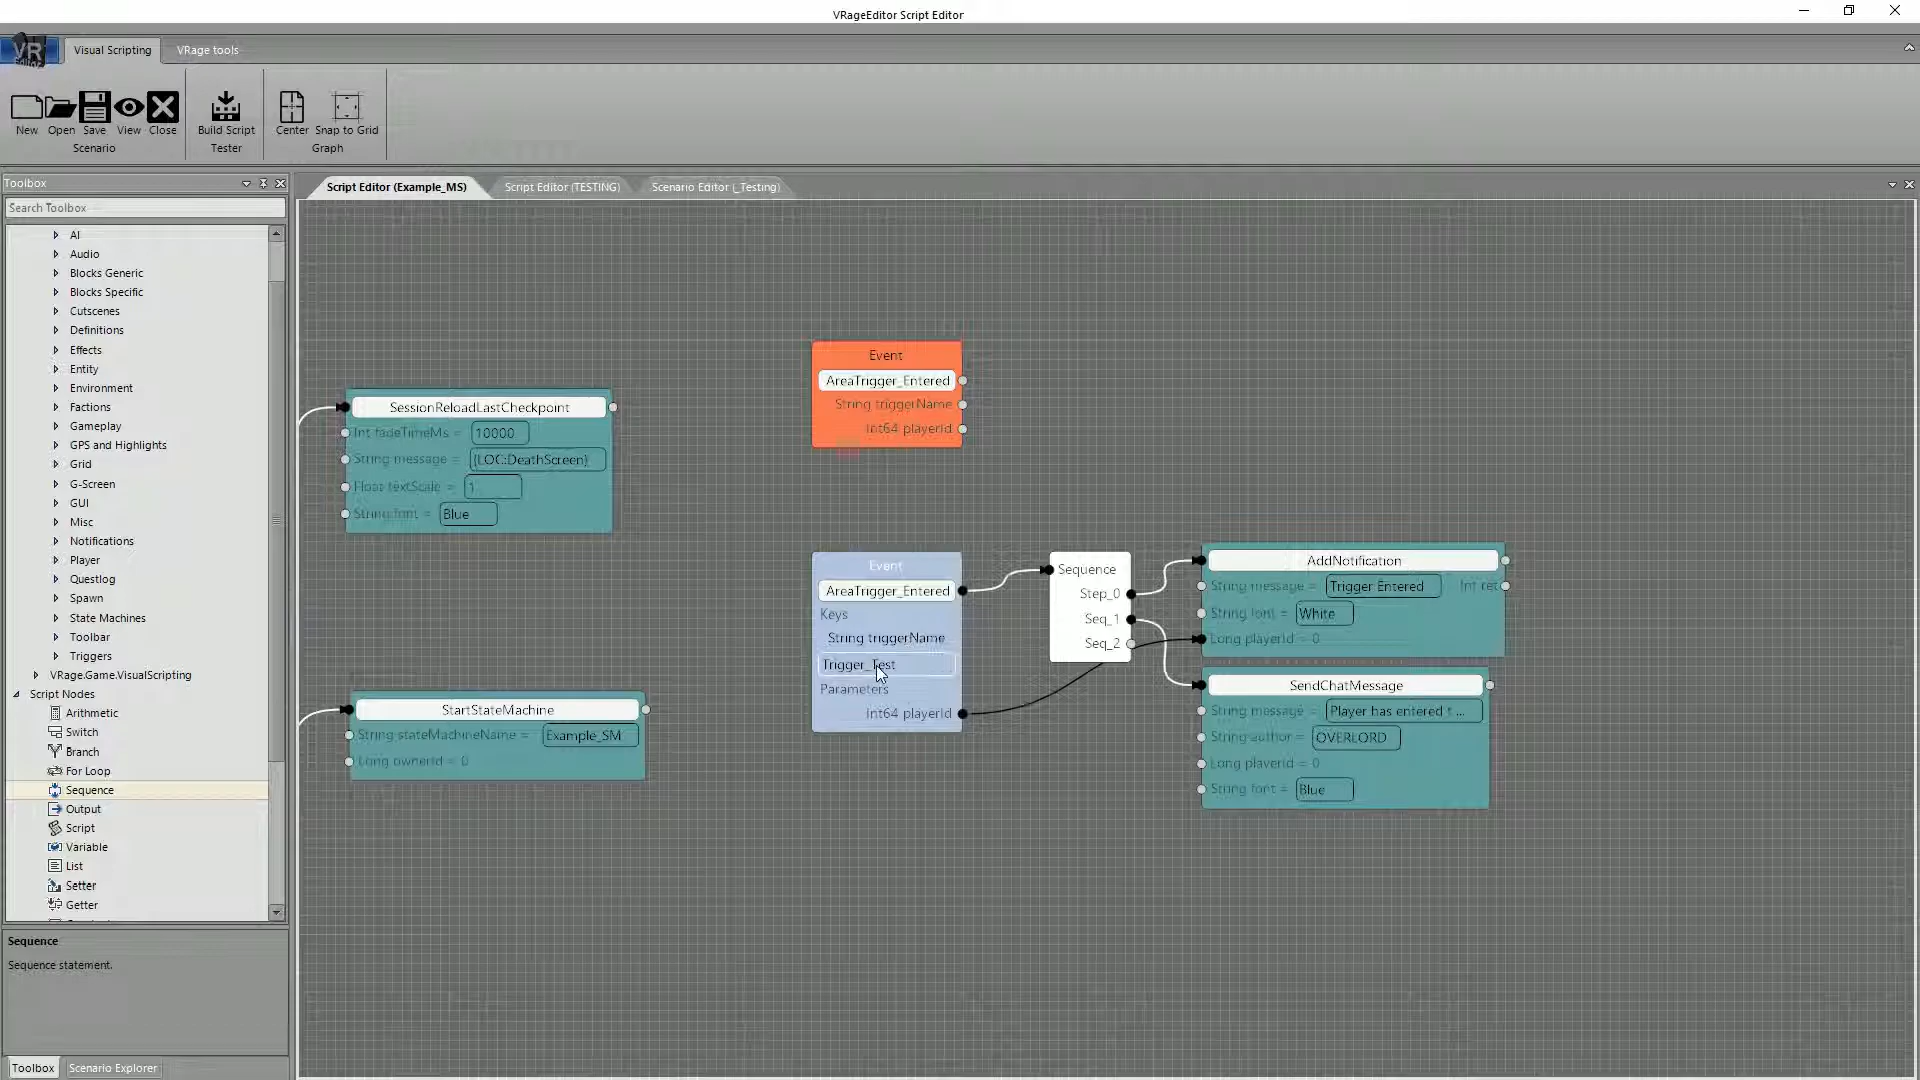 VRageEditor Script Editor
VR
Editor
Visual Scripting
VRage tools
New
Open
Save
View
Close
Build Script
Center
Snap to Grid
Scenario
Tester
Graph
Toolbox
Search Toolbox
AI
Audio
Blocks Generic
Blocks Specific
Cutscenes
Definitions
Effects
Entity
Environment
Factions
Gameplay
GPS and Highlights
Grid
G-Screen
GUI
Misc
Notifications
Player
Questlog
Spawn
State Machines
Toolbar
Triggers
VRage.Game.VisualScripting
Script Nodes
Arithmetic
Switch
Branch
For Loop
Sequence
Output
Script
Variable
List
Setter
Getter
Sequence
Sequence statement.
Toolbox
Scenario Explorer
Script Editor (Example_MS)
Script Editor (TESTING)
Scenario Editor (_Testing)
SessionReloadLastCheckpoint
Int fadeTimeMs = 10000
String message = {LOC:DeathScreen}
Float textScale = 1
String font = Blue
StartStateMachine
String stateMachineName = Example_SM
Long ownerId = 0
Event
AreaTrigger_Entered
String triggerName
Int64 playerId
Event
AreaTrigger_Entered
Keys
String triggerName
Trigger_Test
Parameters
Int64 playerId
Sequence
Step_0
Seq_1
Seq_2
AddNotification
String message = Trigger Entered Int ret
String font = White
Long playerId = 0
SendChatMessage
String message = Player has entered t ...
String author = OVERLORD
Long playerId = 0
String font = Blue